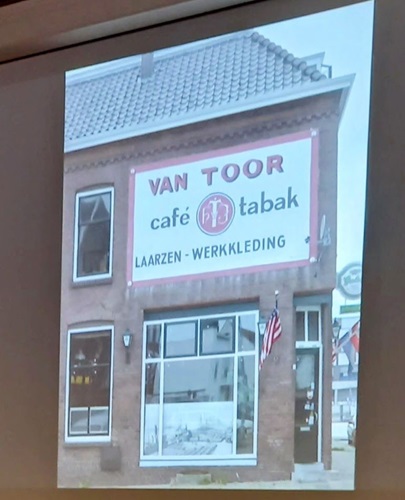 VAN TOOR
café tabak
LAARZEN - WERKKLEDING